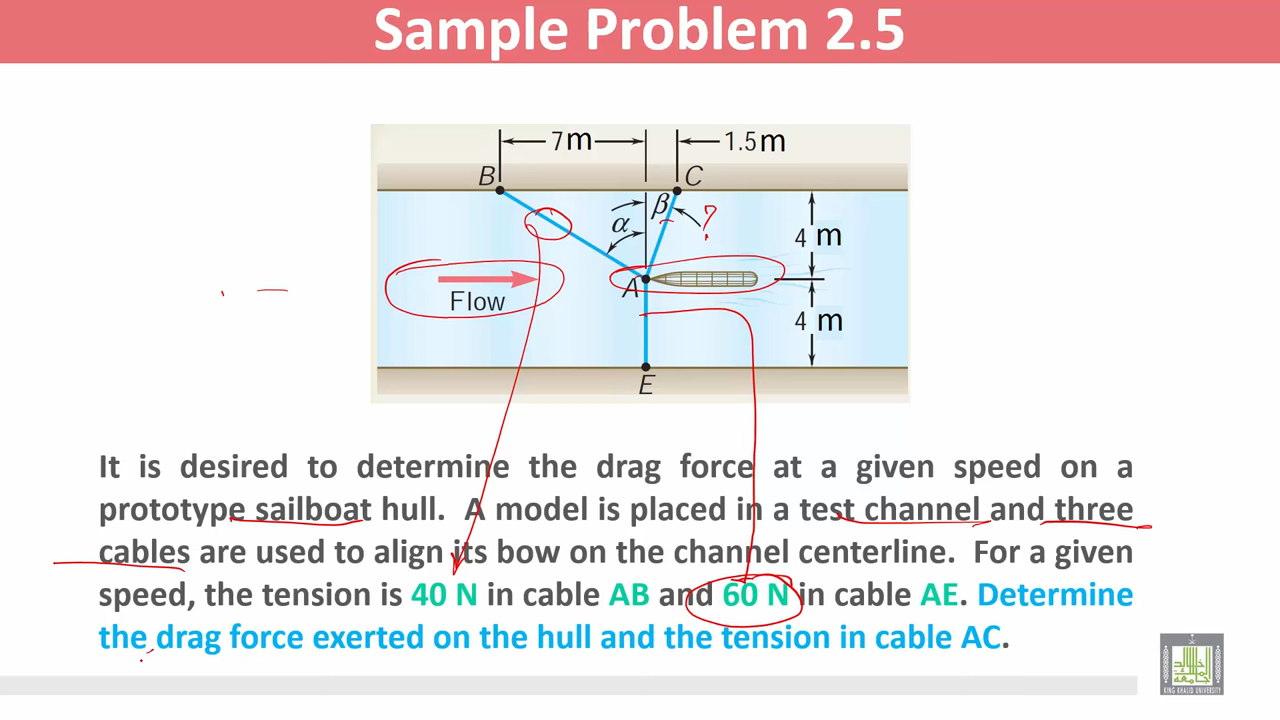 Sample Problem 2.5
7m
1.5m
B
C
α
β
?
4 m
A
Flow
4 m
E
It is desired to determine the drag force at a given speed on a
prototype sailboat hull. A model is placed in a test channel and three
cables are used to align its bow on the channel centerline. For a given
speed, the tension is 40 N in cable AB and 60 N in cable AE. Determine
the drag force exerted on the hull and the tension in cable AC.
KING KHALID UNIVERSITY